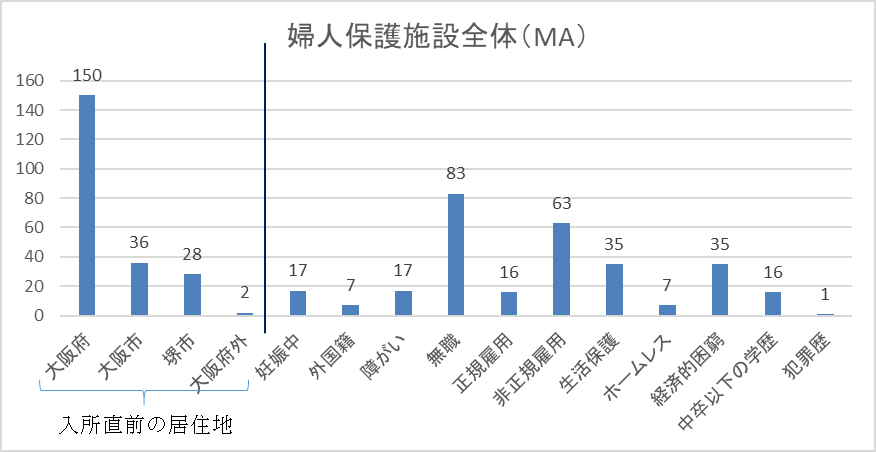 婦人保護施設全体（MA）
160
140
120
100
80
60
40
20
0
150
36
28
2
17
7
17
83
16
63
35
7
35
16
1
大阪府
大阪市
堺市
大阪府外
妊娠中
外国籍
障がい
無職
正規雇用
非正規雇用
生活保護
ホームレス
経済的困窮
中卒以下の学歴
犯罪歴
入所直前の居住地